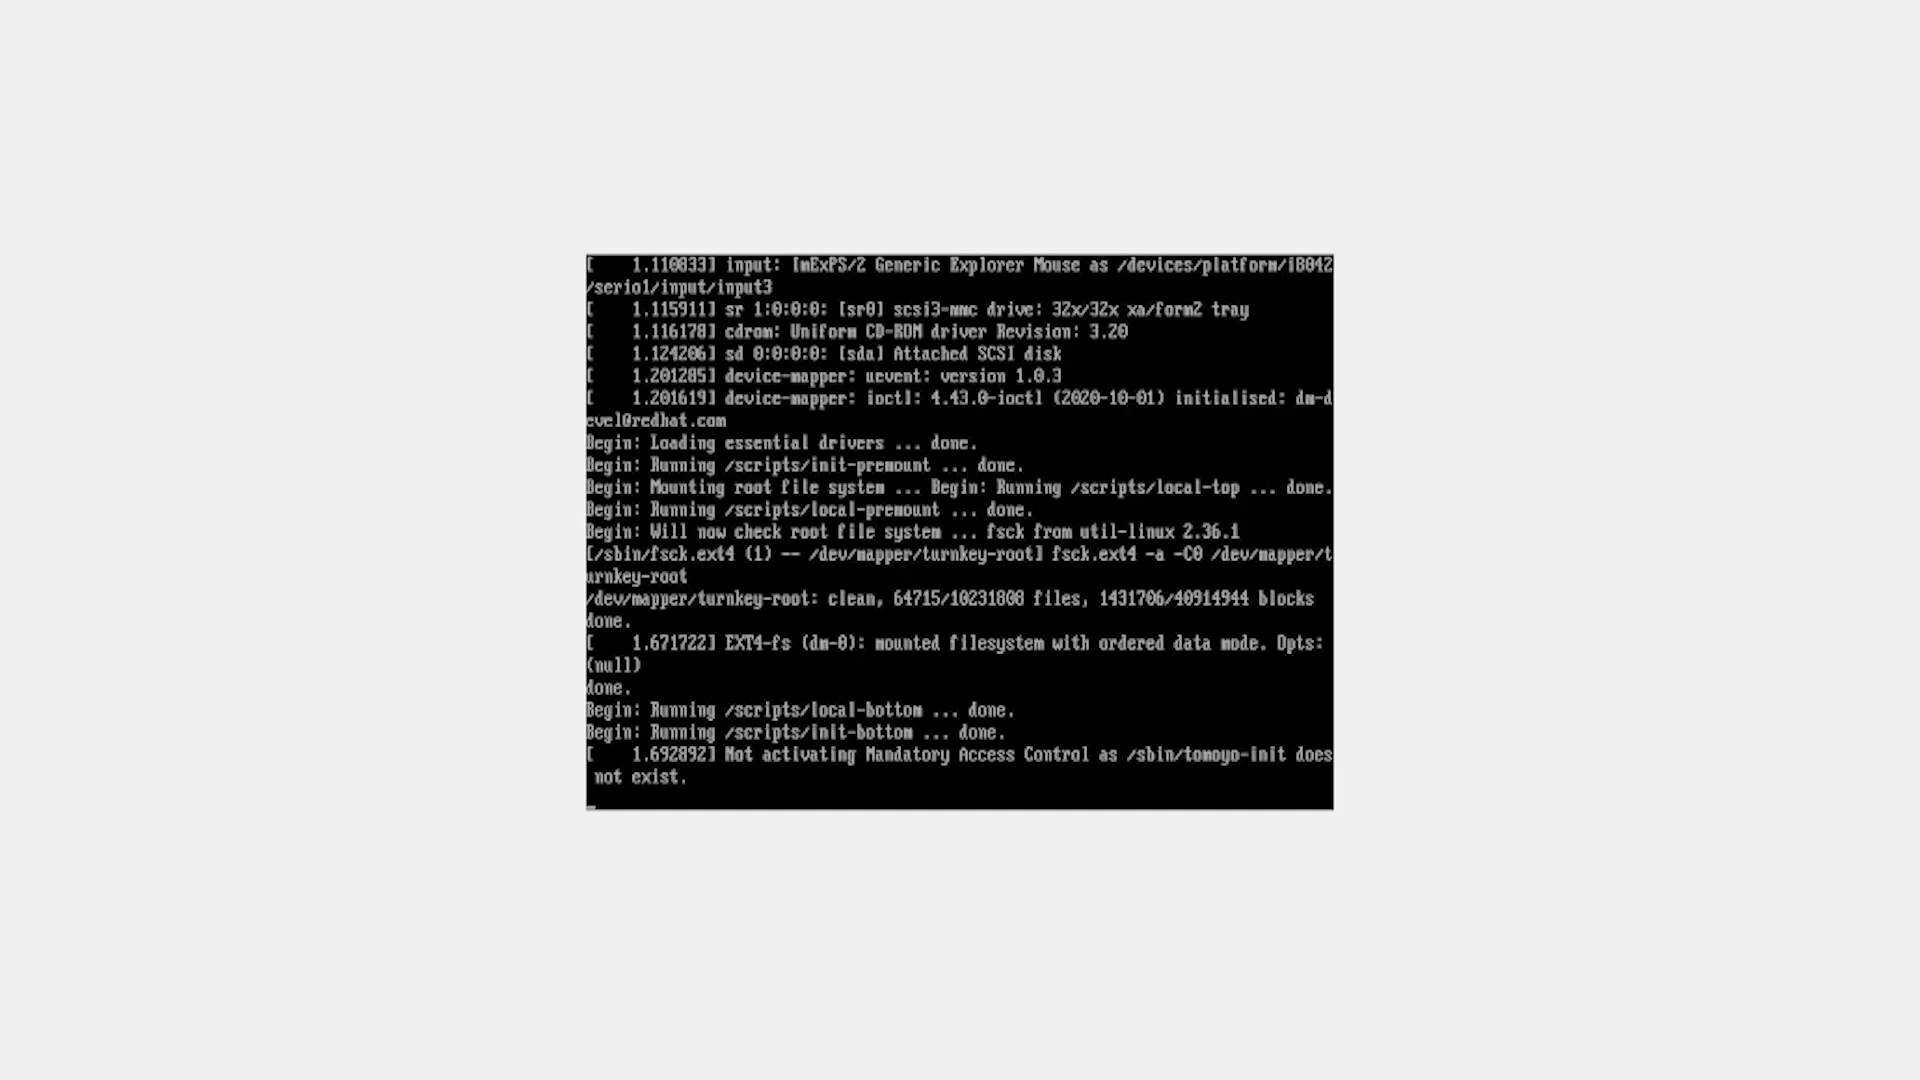 [    1.110833] input: ImExPS/2 Generic Explorer Mouse as /devices/platform/i8042
/serio1/input/input3
[    1.115911] sr 1:0:0:0: [sr0] scsi3-mmc drive: 32x/32x xa/form2 tray
[    1.116178] cdrom: Uniform CD-ROM driver Revision: 3.20
[    1.124206] sd 0:0:0:0: [sda] Attached SCSI disk
[    1.201285] device-mapper: uevent: version 1.0.3
[    1.201619] device-mapper: ioctl: 4.43.0-ioctl (2020-10-01) initialised: dm-d
evel@redhat.com
Begin: Loading essential drivers ... done.
Begin: Running /scripts/init-premount ... done.
Begin: Mounting root file system ... Begin: Running /scripts/local-top ... done.
Begin: Running /scripts/local-premount ... done.
Begin: Will now check root file system ... fsck from util-linux 2.36.1
[/sbin/fsck.ext4 (1) -- /dev/mapper/turnkey-root] fsck.ext4 -a -C0 /dev/mapper/t
urnkey-root
/dev/mapper/turnkey-root: clean, 64715/10231808 files, 1431706/40914944 blocks
done.
[    1.671722] EXT4-fs (dm-0): mounted filesystem with ordered data mode. Opts:
(null)
done.
Begin: Running /scripts/local-bottom ... done.
Begin: Running /scripts/init-bottom ... done.
[    1.692892] Not activating Mandatory Access Control as /sbin/tomoyo-init does
 not exist.